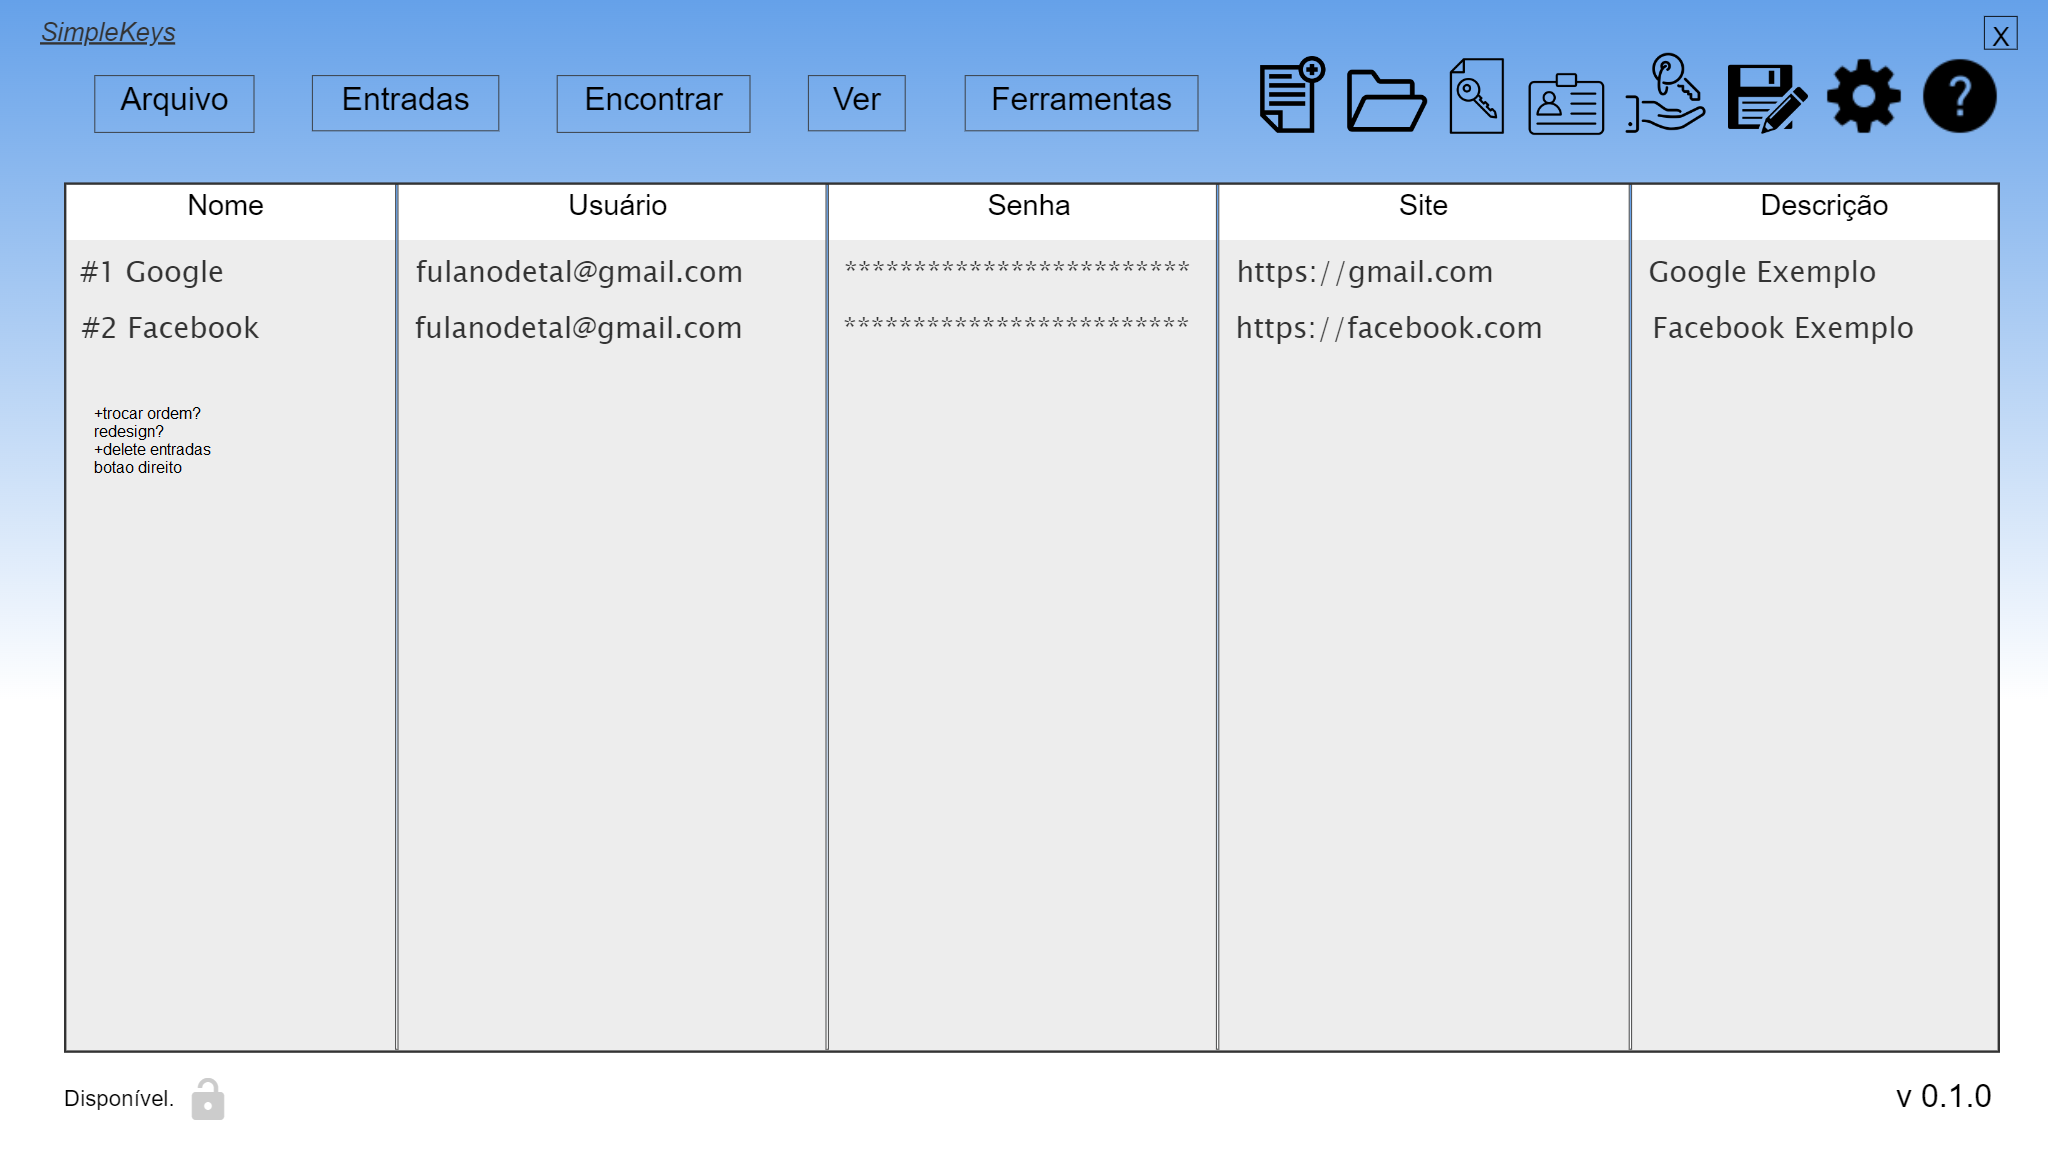 SimpleKeys
X
Arquivo Entradas Encontrar Ver Ferramentas
?
Nome Usuário Senha Site Descrição
#1 Google fulanodetal@gmail.com ************************* https://gmail.com Google Exemplo
#2 Facebook fulanodetal@gmail.com ************************* https://facebook.com Facebook Exemplo
+trocar ordem?
redesign?
+delete entradas
botao direito
Disponível.
v 0.1.0